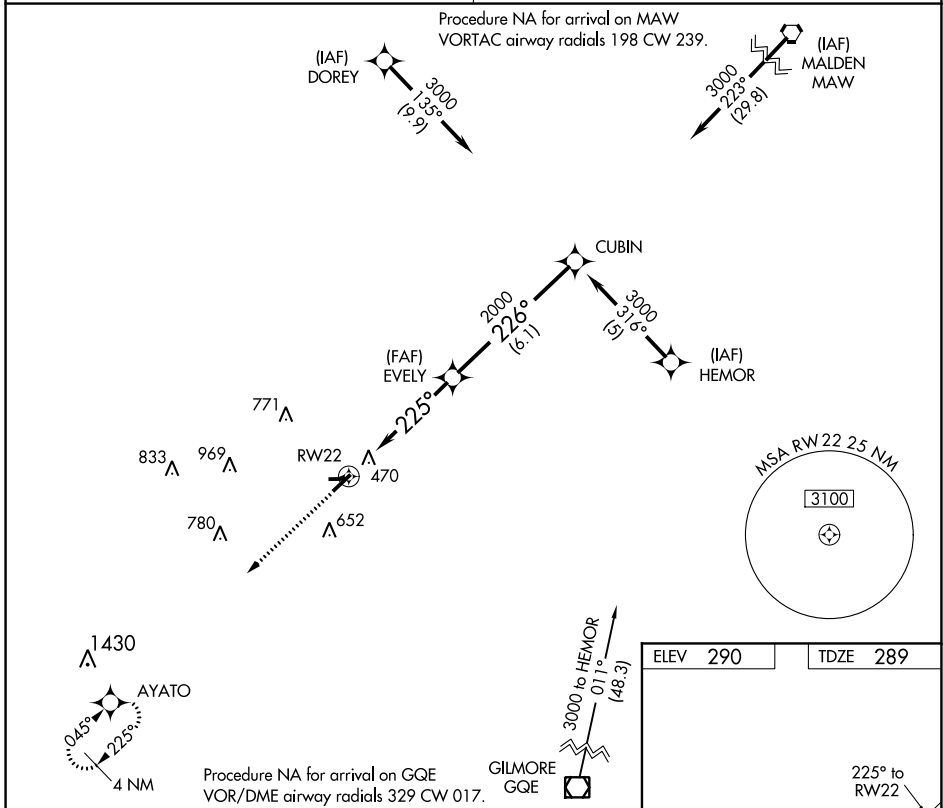 Procedure NA for arrival on MAW
VORTAC airway radials 198 CW 239.
(IAF)
DOREY
3000
135°
(9.9)
(IAF)
MALDEN
MAW
3000
223°
(29.8)
CUBIN
2000
226°
(6.1)
3000
316°
(5)
(IAF)
HEMOR
(FAF)
EVELY
225°
771
833
969
RW22
470
780
652
MSA RW22 25 NM
3100
1430
AYATO
045°
225°
4 NM
3000 to HEMOR
011°
(48.3)
GILMORE
GQE
Procedure NA for arrival on GQE
VOR/DME airway radials 329 CW 017.
ELEV 290
TDZE 289
225° to
RW22